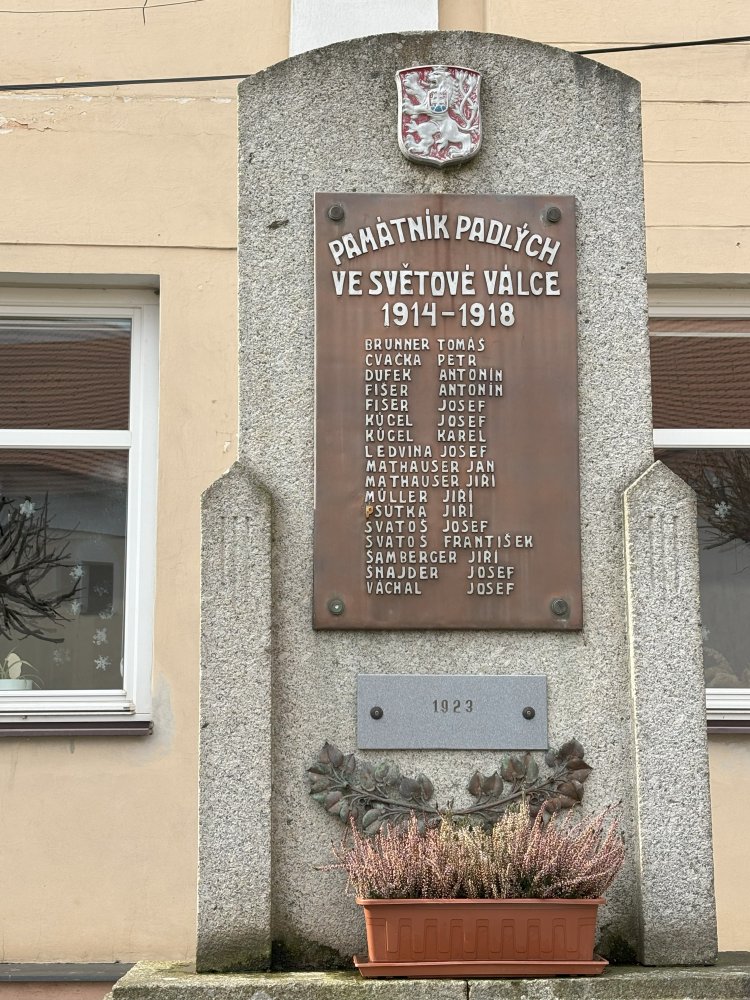 PAMÁTNÍK PADLÝCH
VE SVĚTOVÉ VÁLCE
1914-1918
BRUNNER TOMÁŠ
CVAČKA PETR
DUFEK ANTONÍN
FIŠER ANTONÍN
FIŠER JOSEF
KŮCEL JOSEF
KŮGEL KAREL
LEDVINA JOSEF
MATHAUSER JAN
MATHAUSER JIŘÍ
MÜLLER JIŘÍ
PSUTKA JIŘÍ
SVATOŠ JOSEF
SVATOŠ FRANTIŠEK
ŠAMBERGER JIŘÍ
ŠNAJDER JOSEF
VÁCHAL JOSEF
1923